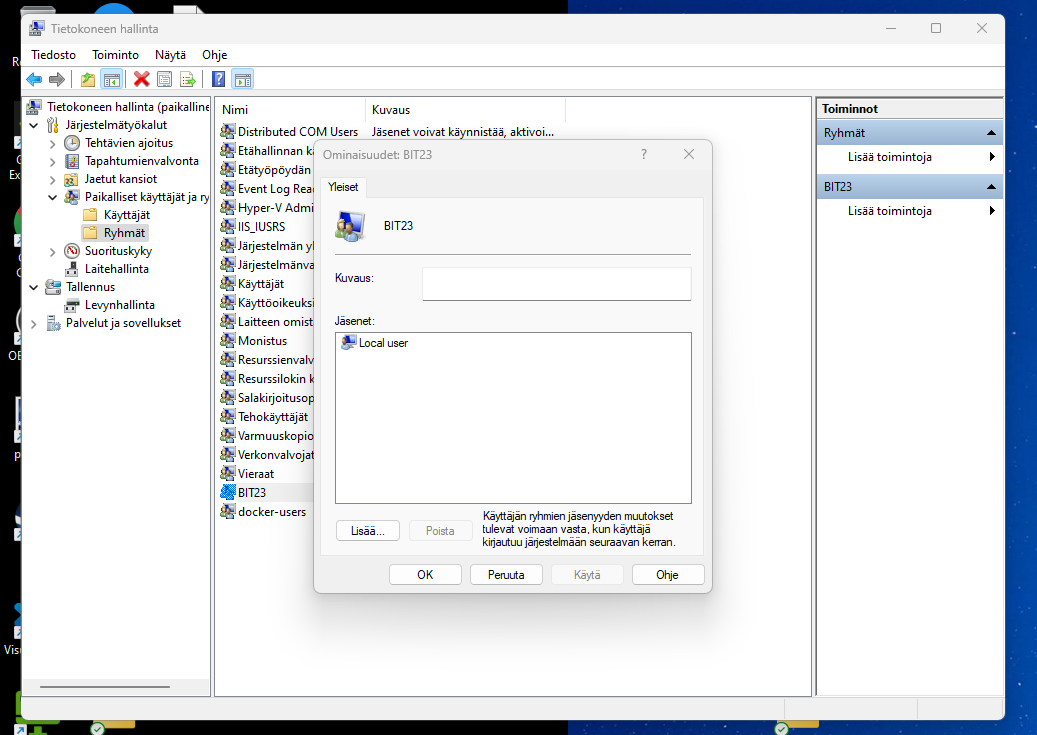 Tietokoneen hallinta
Tiedosto Toiminto Näytä Ohje
Tietokoneen hallinta (paikalline
Järjestelmätyökalut
Tehtävien ajoitus
Tapahtumienvalvonta
Jaetut kansiot
Paikalliset käyttäjät ja ry
Käyttäjät
Ryhmät
Suorituskyky
Laitehallinta
Tallennus
Levynhallinta
Palvelut ja sovellukset
Nimi Kuvaus
Distributed COM Users Jäsenet voivat käynnistää, aktivoi...
Etähallinnan k
Etätyöpöydän
Event Log Rea
Hyper-V Admi
IIS_IUSRS
Järjestelmän yl
Järjestelmänva
Käyttäjät
Käyttöoikeuksi
Laitteen omist
Monistus
Resurssienvalv
Resurssilokin k
Salakirjoitusop
Tehokäyttäjät
Varmuuskopio
Verkonvalvojat
Vieraat
BIT23
docker-users
Ominaisuudet: BIT23 ?
Yleiset
BIT23
Kuvaus:
Jäsenet:
Local user
Lisää...
Poista
Käyttäjän ryhmien jäsenyyden muutokset
tulevat voimaan vasta, kun käyttäjä
kirjautuu järjestelmään seuraavan kerran.
OK Peruuta Käytä Ohje
Toiminnot
Ryhmät
Lisää toimintoja
BIT23
Lisää toimintoja